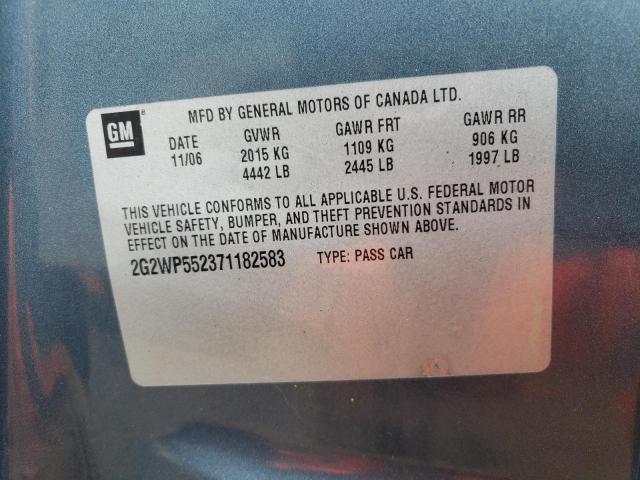 MFD BY GENERAL MOTORS OF CANADA LTD.
GM ®
DATE GVWR GAWR FRT GAWR RR
11/06 2015 KG 1109 KG 906 KG
4442 LB 2445 LB 1997 LB
THIS VEHICLE CONFORMS TO ALL APPLICABLE U.S. FEDERAL MOTOR
VEHICLE SAFETY, BUMPER, AND THEFT PREVENTION STANDARDS IN
EFFECT ON THE DATE OF MANUFACTURE SHOWN ABOVE.
2G2WP552371182583 TYPE: PASS CAR